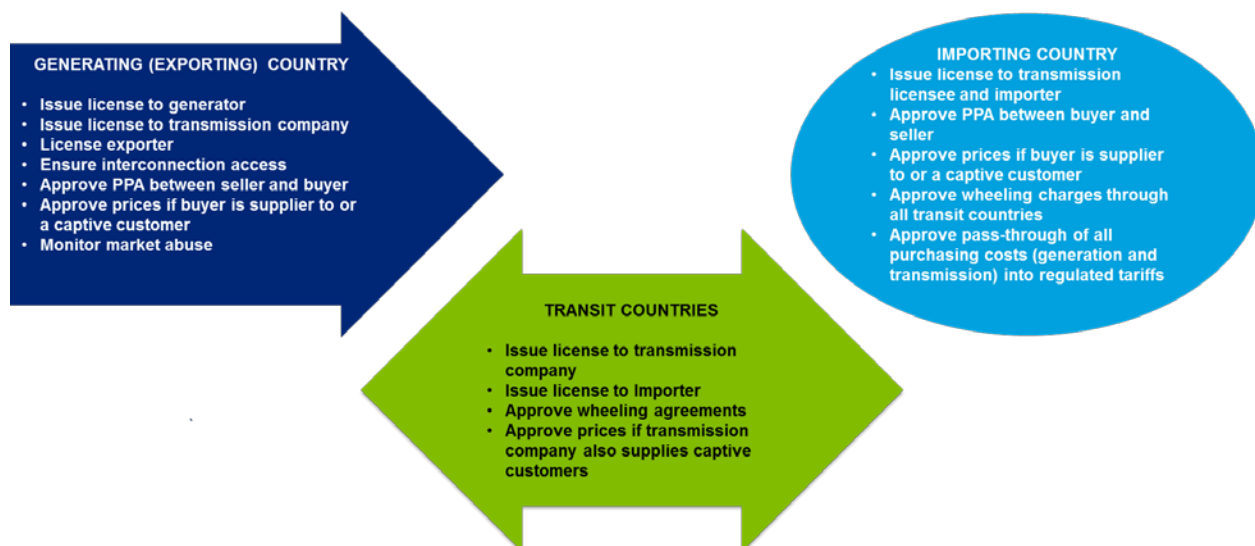 GENERATING (EXPORTING) COUNTRY
• Issue license to generator
• Issue license to transmission company
• License exporter
• Ensure interconnection access
• Approve PPA between seller and buyer
• Approve prices if buyer is supplier to or
a captive customer
• Monitor market abuse
IMPORTING COUNTRY
• Issue license to transmission
licensee and importer
• Approve PPA between buyer and
seller
• Approve prices if buyer is supplier
to or a captive customer
• Approve wheeling charges through
all transit countries
• Approve pass-through of all
purchasing costs (generation and
transmission) into regulated tariffs
TRANSIT COUNTRIES
• Issue license to transmission
company
• Issue license to Importer
• Approve wheeling agreements
• Approve prices if transmission
company also supplies captive
customers